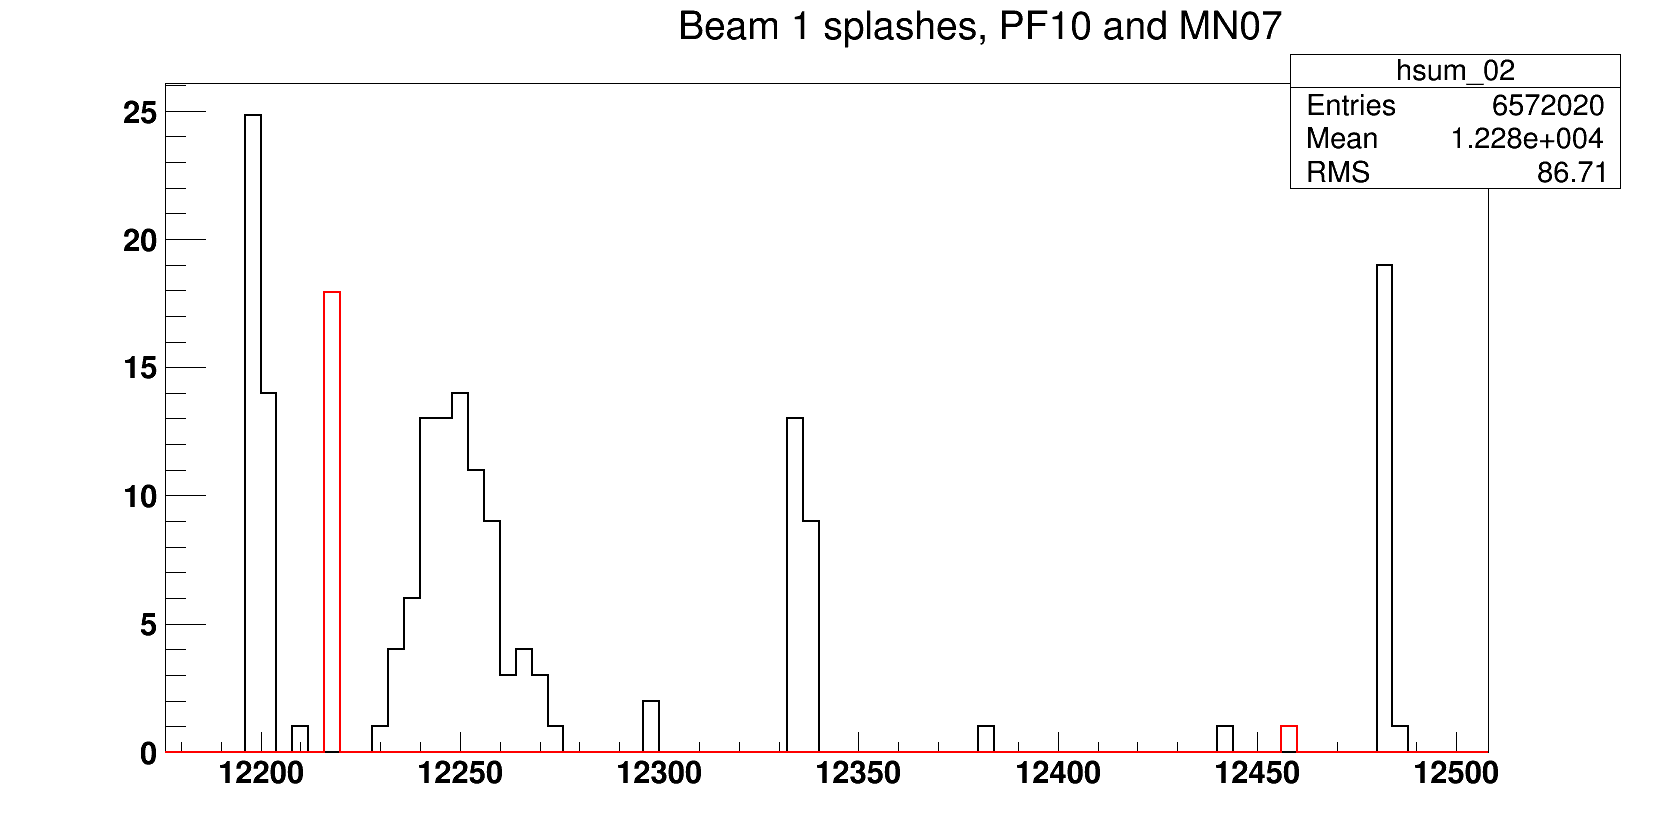 Beam 1 splashes, PF10 and MN07
hsum_02
Entries 6572020
Mean 1.228e+004
RMS 86.71
25
20
15
10
5
0
12200 12250 12300 12350 12400 12450 12500